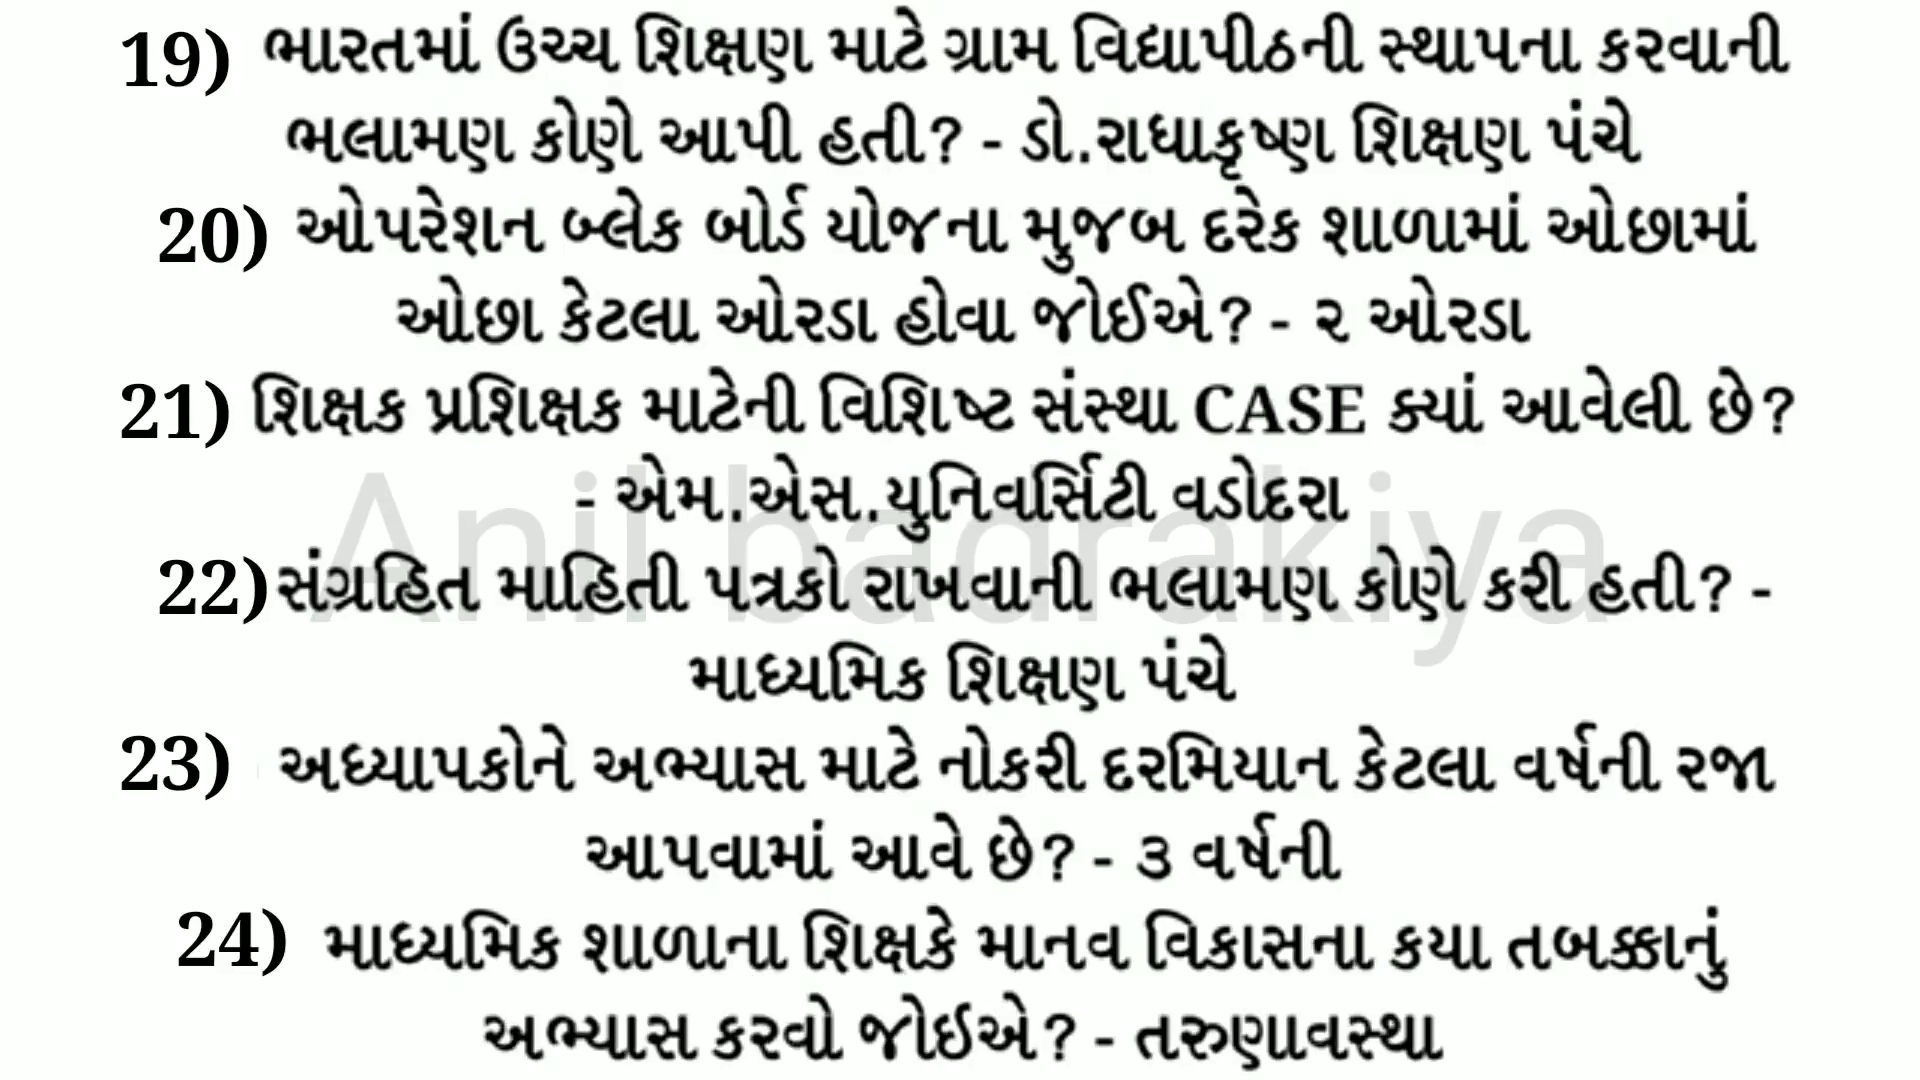 19) ભારતમાં ઉચ્ચ શિક્ષણ માટે ગ્રામ વિદ્યાપીઠની સ્થાપના કરવાની
ભલામણ કોણે આપી હતી? - ડો.રાધાકૃષ્ણ શિક્ષણ પંચે
20) ઓપરેશન બ્લેક બોર્ડ યોજના મુજબ દરેક શાળામાં ઓછામાં
ઓછા કેટલા ઓરડા હોવા જોઈએ? - ૨ ઓરડા
21) શિક્ષક પ્રશિક્ષક માટેની વિશિષ્ટ સંસ્થા CASE ક્યાં આવેલી છે?
- એમ.એસ.યુનિવર્સિટી વડોદરા
22) સંગ્રહિત માહિતી પત્રકો રાખવાની ભલામણ કોણે કરી હતી? -
માધ્યમિક શિક્ષણ પંચે
23) અધ્યાપકોને અભ્યાસ માટે નોકરી દરમિયાન કેટલા વર્ષની રજા
આપવામાં આવે છે? - ૩ વર્ષની
24) માધ્યમિક શાળાના શિક્ષકે માનવ વિકાસના કયા તબક્કાનું
અભ્યાસ કરવો જોઇએ? - તરુણાવસ્થા
Anil badrakiya